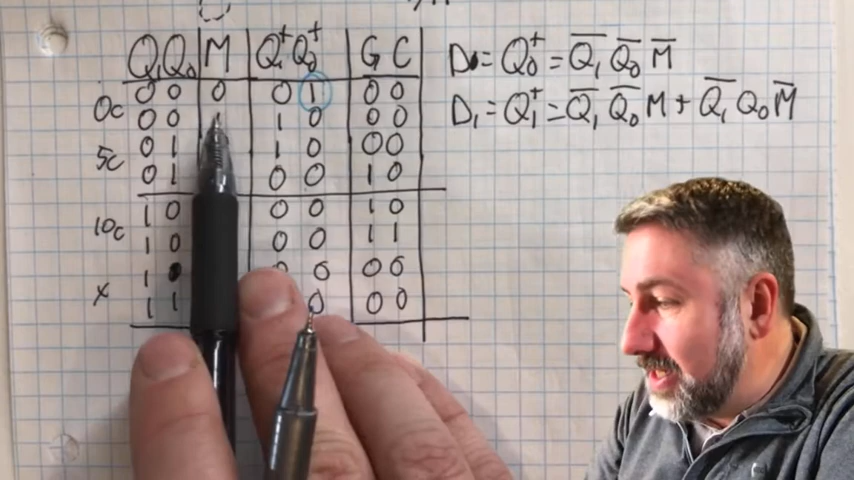 Q₁ Q₀ M Q₁⁺ Q₀⁺ G C
0c 0 0 0 0 1 0 0
0 0 1 1 0 0 0
5c 0 1 1 0 0 0
0 1 0 0 1 0
10c 1 0 0 0 1 0
1 0 0 0 1 1
1 0 0 0 0
X 1 1 0 0 0
D₀ = Q₀⁺ = Q̅₁ Q̅₀ M̅
D₁ = Q₁⁺ = Q̅₁ Q̅₀ M + Q̅₁ Q₀ M̅